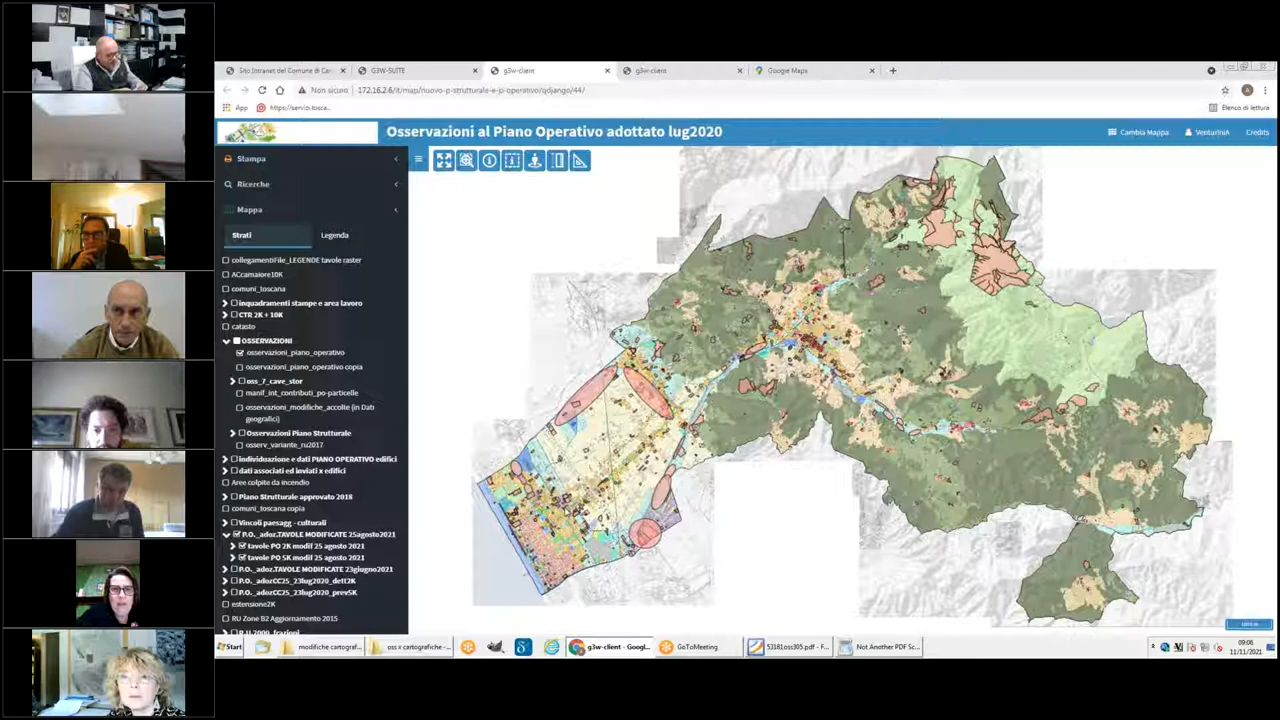 Sito Intranet del Comune di Ca
G3W-SUITE
g3w-client
g3w-client
Google Maps
Non sicuro
172.16.2.6/it/map/nuovo-p-strutturale-e-p-operativo/qdjango/44/
App
https://servizi.tosca...
Elenco di lettura
Osservazioni al Piano Operativo adottato lug2020
Cambia Mappa
VenturiniA
Credits
Stampa
Ricerche
Mappa
Strati
Legenda
collegamentiFile_LEGENDE tavole raster
ACcamaiore10K
comuni_toscana
inquadramenti stampe e area lavoro
CTR 2K + 10K
catasto
OSSERVAZIONI
osservazioni_piano_operativo
osservazioni_piano_operativo copia
oss_7_cave_stor
manif_int_contributi_po-particelle
osservazioni_modifiche_accolte (in Dati
geografici)
Osservazioni Piano Strutturale
osserv_variante_ru2017
individuazione e dati PIANO OPERATIVO edifici
dati associati ed inviati x edifici
Aree colpite da incendio
Piano Strutturale approvato 2018
comuni_toscana copia
Vincoli paesagg - culturali
P.O._adoz.TAVOLE MODIFICATE 25agosto2021
tavole PO 2K modif 25 agosto 2021
tavole PO 5K modif 25 agosto 2021
P.O._adoz.TAVOLE MODIFICATE 23giugno2021
P.O._adozCC25_23lug2020_dett2K
P.O._adozCC25_23lug2020_prev5K
estensione2K
RU Zone B2 Aggiornamento 2015
R.U.2000_frazioni
Start
modifiche cartograf...
oss x cartografiche -...
g3w-client - Googl...
GoToMeeting
53181oss305.pdf - F...
Not Another PDF Sc...
09:06
11/11/2021